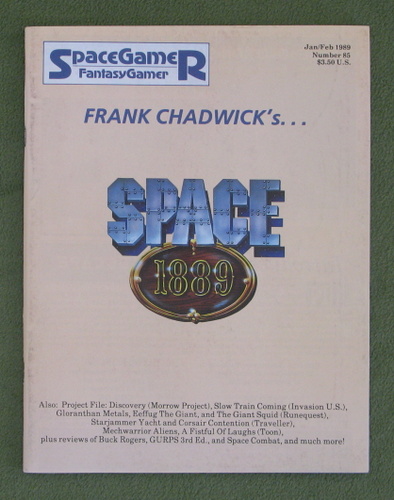 SpaceGamer
FantasyGamer
Jan/Feb 1989
Number 85
$3.50 U.S.
FRANK CHADWICK's...
SPACE
1889
Also: Project File: Discovery (Morrow Project), Slow Train Coming (Invasion U.S.),
Gloranthan Metals, Eeffug The Giant, and The Giant Squid (Runequest),
Starjammer Yacht and Corsair Contention (Traveller),
Mechwarrior Aliens, A Fistful Of Laughs (Toon),
plus reviews of Buck Rogers, GURPS 3rd Ed., and Space Combat, and much more!